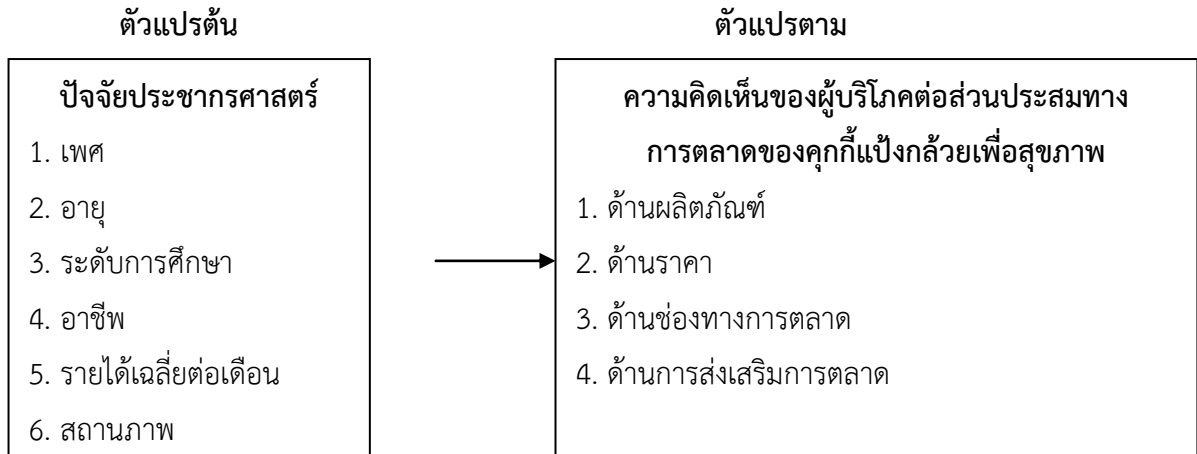 ตัวแปรต้น
ตัวแปรตาม
ปัจจัยประชากรศาสตร์
1. เพศ
2. อายุ
3. ระดับการศึกษา
4. อาชีพ
5. รายได้เฉลี่ยต่อเดือน
6. สถานภาพ
ความคิดเห็นของผู้บริโภคต่อส่วนประสมทาง
การตลาดของคุกกี้แป้งกล้วยเพื่อสุขภาพ
1. ด้านผลิตภัณฑ์
2. ด้านราคา
3. ด้านช่องทางการตลาด
4. ด้านการส่งเสริมการตลาด